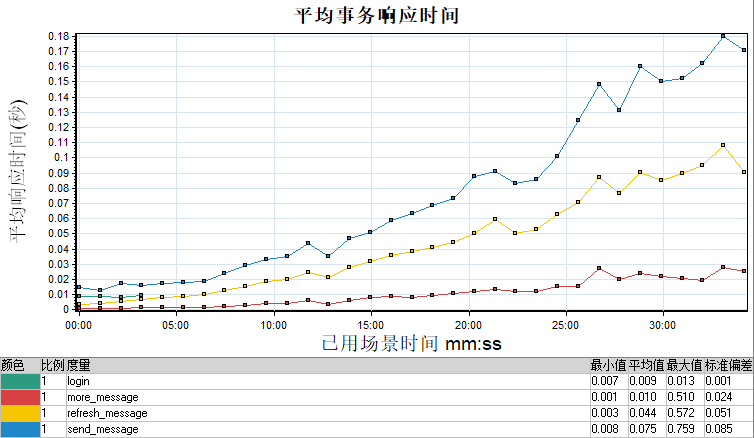 平均事务响应时间
平均响应时间(秒)
0.18
0.17
0.16
0.15
0.14
0.13
0.12
0.11
0.1
0.09
0.08
0.07
0.06
0.05
0.04
0.03
0.02
0.01
0
00:00 05:00 10:00 15:00 20:00 25:00 30:00
已用场景时间 mm:ss
颜色 比例 度量 最小值 平均值 最大值 标准偏差
1 login 0.007 0.009 0.013 0.001
1 more_message 0.001 0.010 0.510 0.024
1 refresh_message 0.003 0.044 0.572 0.051
1 send_message 0.008 0.075 0.759 0.085